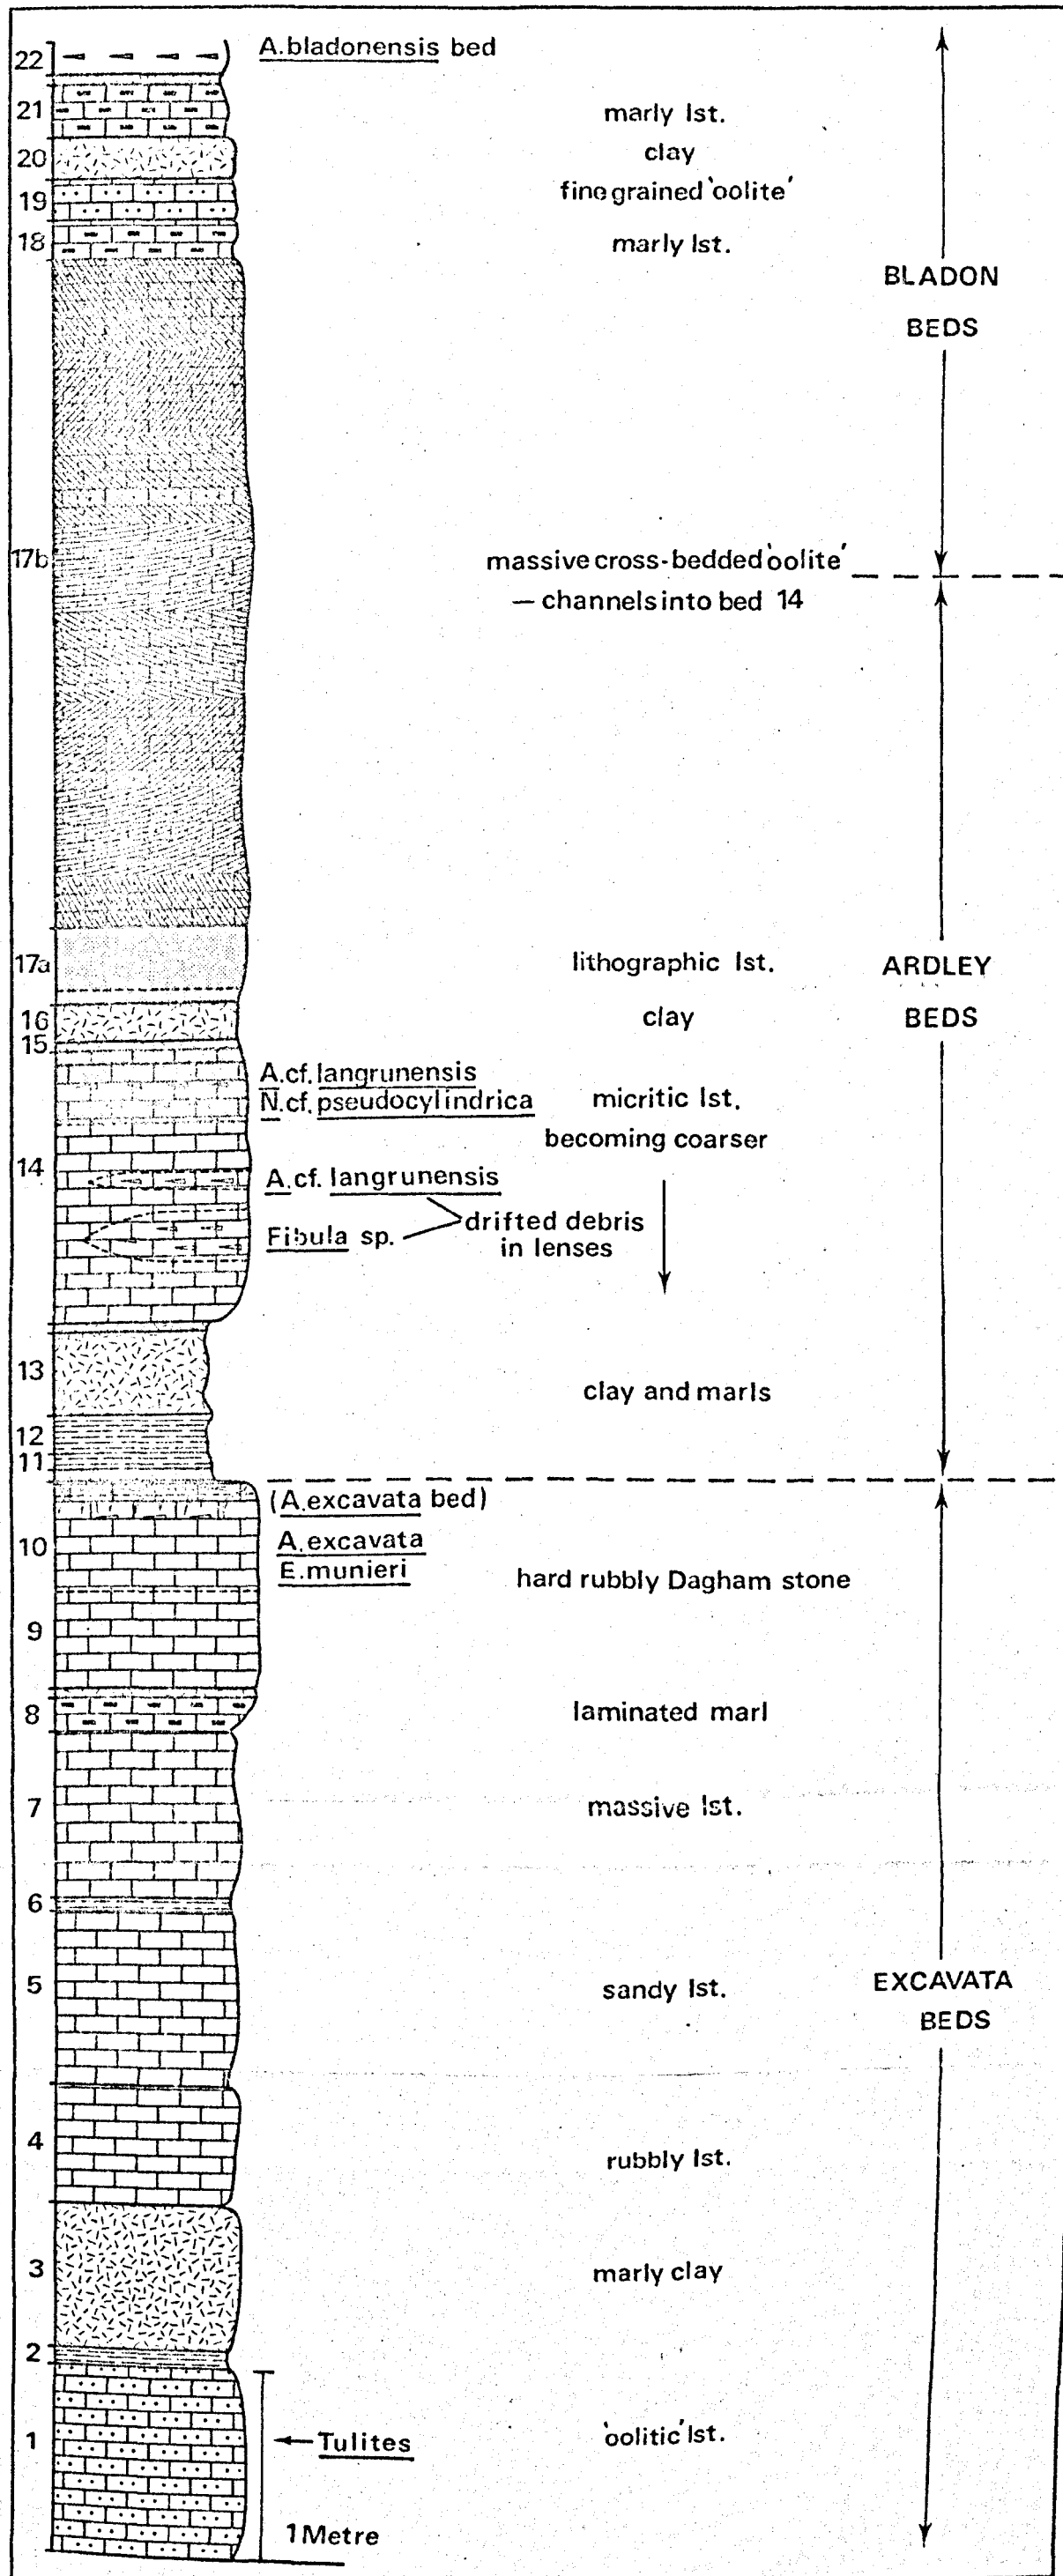 22
A.bladonensis bed
21
marly lst.
20
clay
19
fine grained 'oolite'
18
marly lst.
BLADON
BEDS
17b
massive cross-bedded 'oolite'
— channels into bed 14
17a
lithographic lst.
ARDLEY
BEDS
16
clay
15
A.cf. langrunensis
N.cf. pseudocylindrica
micritic lst.
becoming coarser
14
A.cf. langrunensis
Fibula sp.
drifted debris
in lenses
13
clay and marls
12
11
(A.excavata bed)
10
A.excavata
E.munieri
hard rubbly Dagham stone
9
8
laminated marl
7
massive lst.
6
5
sandy lst.
EXCAVATA
BEDS
4
rubbly lst.
3
marly clay
2
1
Tulites
'oolitic' lst.
1 Metre